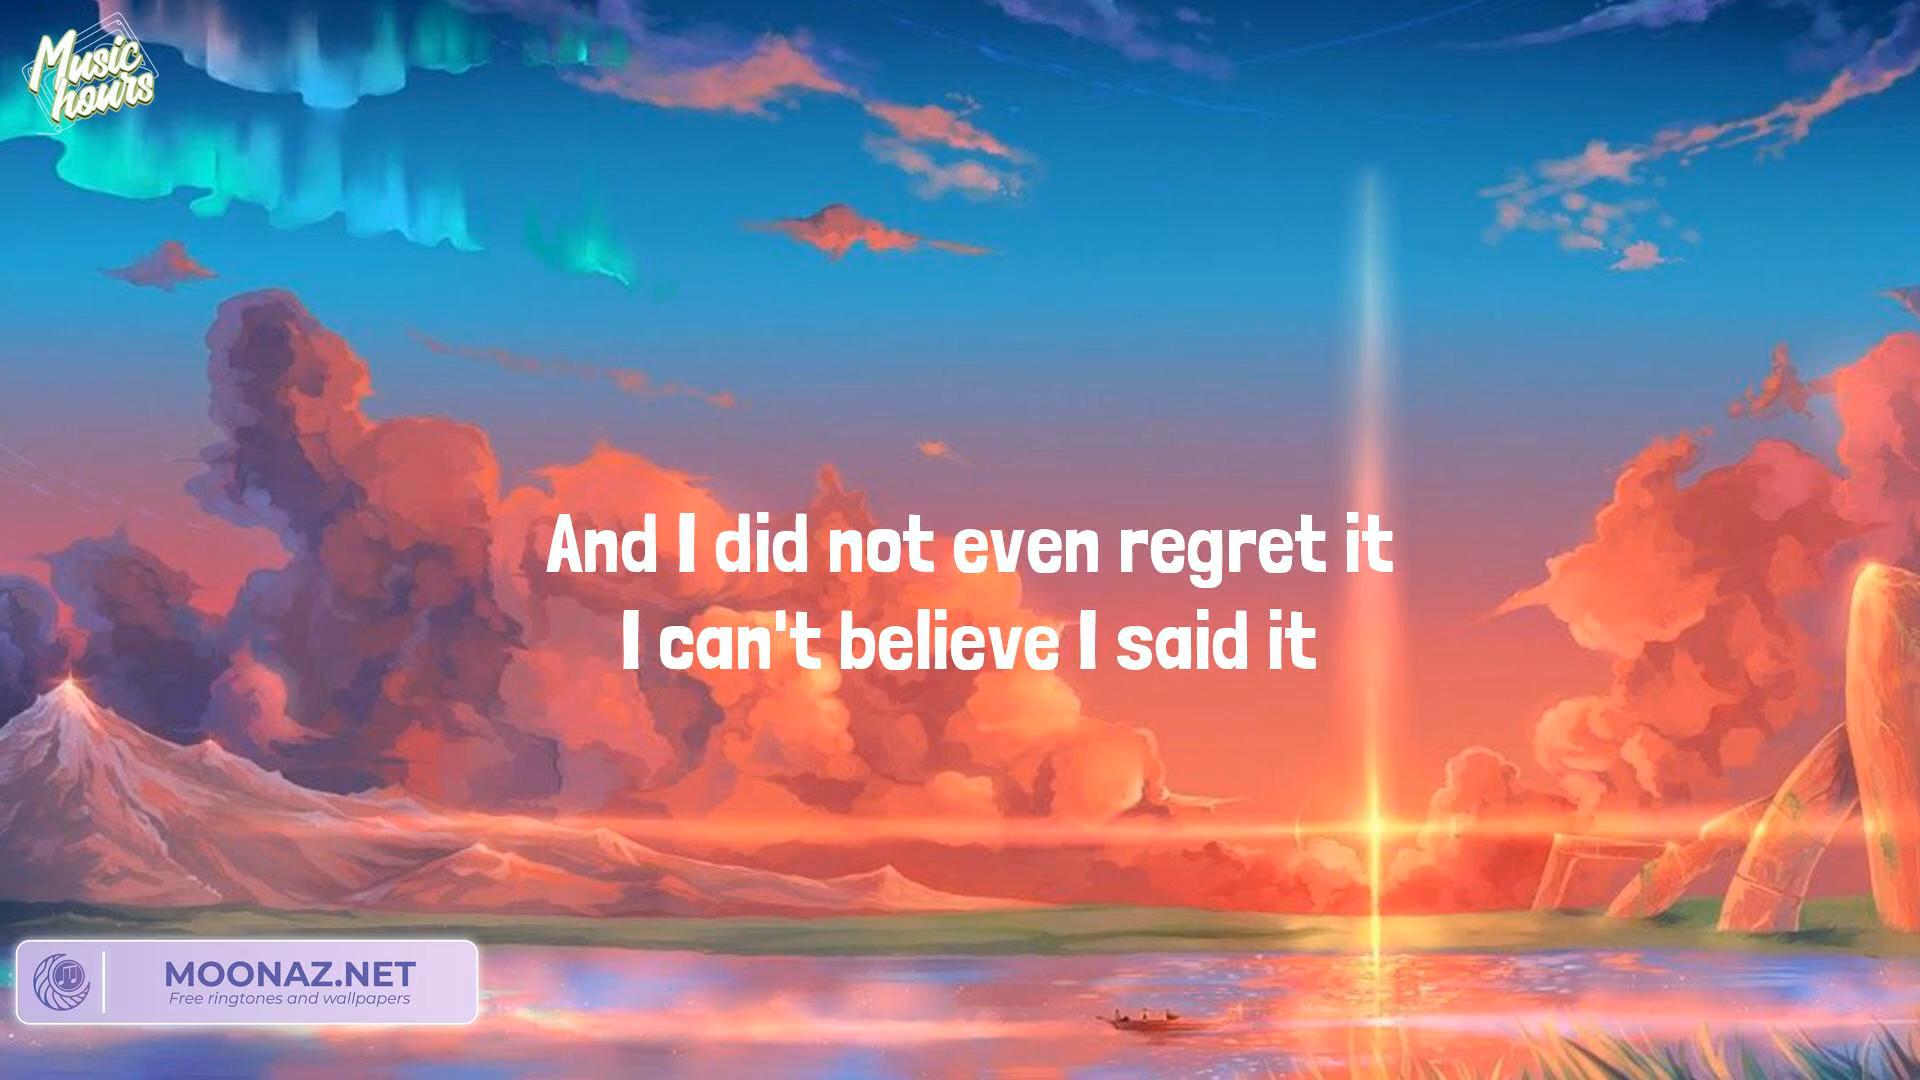 Music
hours
And I did not even regret it
I can't believe I said it
MOONAZ.NET
Free ringtones and wallpapers